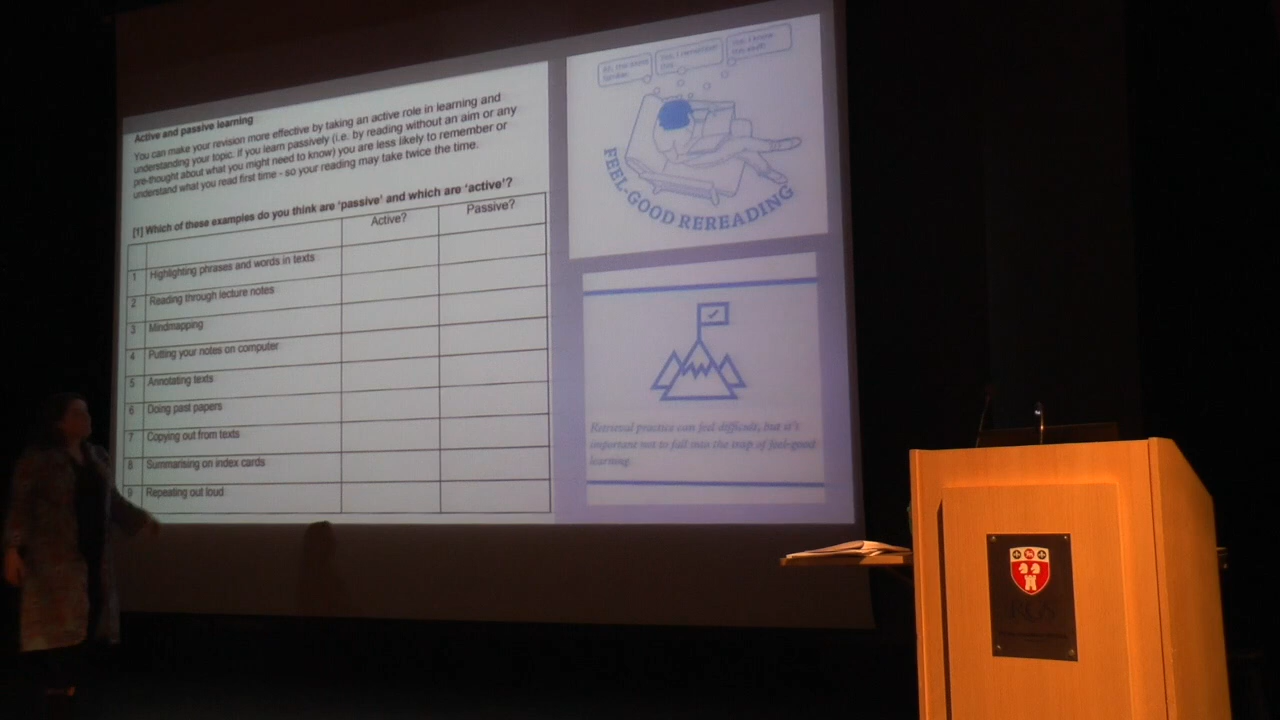 Active and passive learning
You can make your revision more effective by taking an active role in learning and
understanding your topic. If you learn passively (i.e. by reading without an aim or any
pre-thought about what you might need to know) you are less likely to remember or
understand what you read first time - so your reading may take twice the time.
[1] Which of these examples do you think are 'passive' and which are 'active'?
Active? Passive?
1 Highlighting phrases and words in texts
2 Reading through lecture notes
3 Mindmapping
4 Putting your notes on computer
5 Annotating texts
6 Doing past papers
7 Copying out from texts
8 Summarising on index cards
9 Repeating out loud
FEEL-GOOD REREADING
Retrieval practice can feel difficult, but it's
important not to fall into the trap of feel-good
learning.
RGS